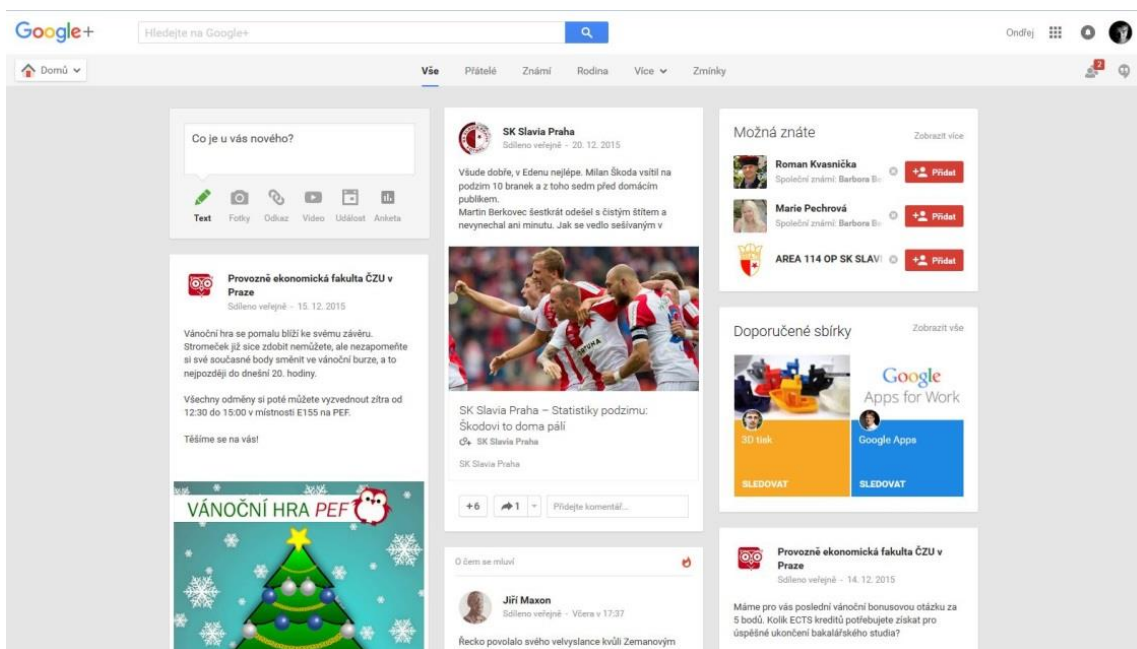 Google+
Hledejte na Google+
Ondřej
Domů
Vše Přátelé Známí Rodina Více Zmínky
2
Co je u vás nového?
Text Fotky Odkaz Video Událost Anketa
Provozně ekonomická fakulta ČZU v
Praze
Sdíleno veřejně - 15. 12. 2015
Vánoční hra se pomalu blíží ke svému závěru.
Stromeček již sice zdobit nemůžete, ale nezapomeňte
si své současné body směnit ve vánoční burze, a to
nejpozději do dnešní 20. hodiny.
Všechny odměny si poté můžete vyzvednout zítra od
12:30 do 15:00 v místnosti E155 na PEF.
Těšíme se na vás!
VÁNOČNÍ HRA PEF
SK Slavia Praha
Sdíleno veřejně - 20. 12. 2015
Všude dobře, v Edenu nejlépe. Milan Škoda vsítil na
podzim 10 branek a z toho sedm před domácím
publikem.
Martin Berkovec šestkrát odešel s čistým štítem a
nevynechal ani minutu. Jak se vedlo sešívaným v
FORTUNA
SK Slavia Praha – Statistiky podzimu:
Škodovi to doma pálí
SK Slavia Praha
SK Slavia Praha
+6 1 Přidejte komentář...
O čem se mluví
Jiří Maxon
Sdíleno veřejně - Včera v 17:37
Řecko povolalo svého velvyslance kvůli Zemanovým
Možná znáte
Zobrazit více
Roman Kvasnička
Společní známí: Barbora
Přidat
Marie Pechrová
Společní známí: Barbora
Přidat
AREA 114 OP SK SLAVI
Přidat
Doporučené sbírky
Zobrazit vše
3D tisk
SLEDOVAT
Google
Apps for Work
Google Apps
SLEDOVAT
Provozně ekonomická fakulta ČZU v
Praze
Sdíleno veřejně - 14. 12. 2015
Máme pro vás poslední vánoční bonusovou otázku za
5 bodů. Kolik ECTS kreditů potřebujete získat pro
úspěšné ukončení bakalářského studia?